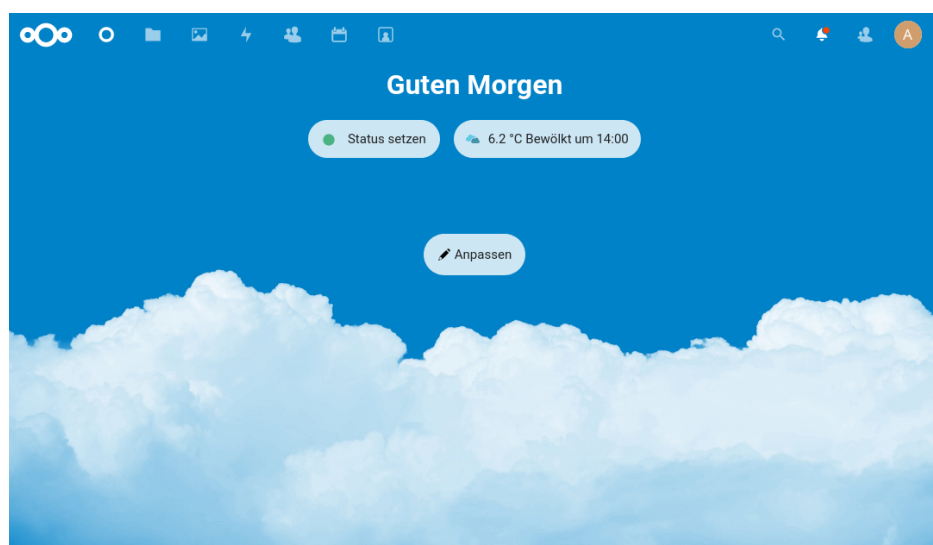 A
Guten Morgen
Status setzen
6.2 °C Bewölkt um 14:00
Anpassen